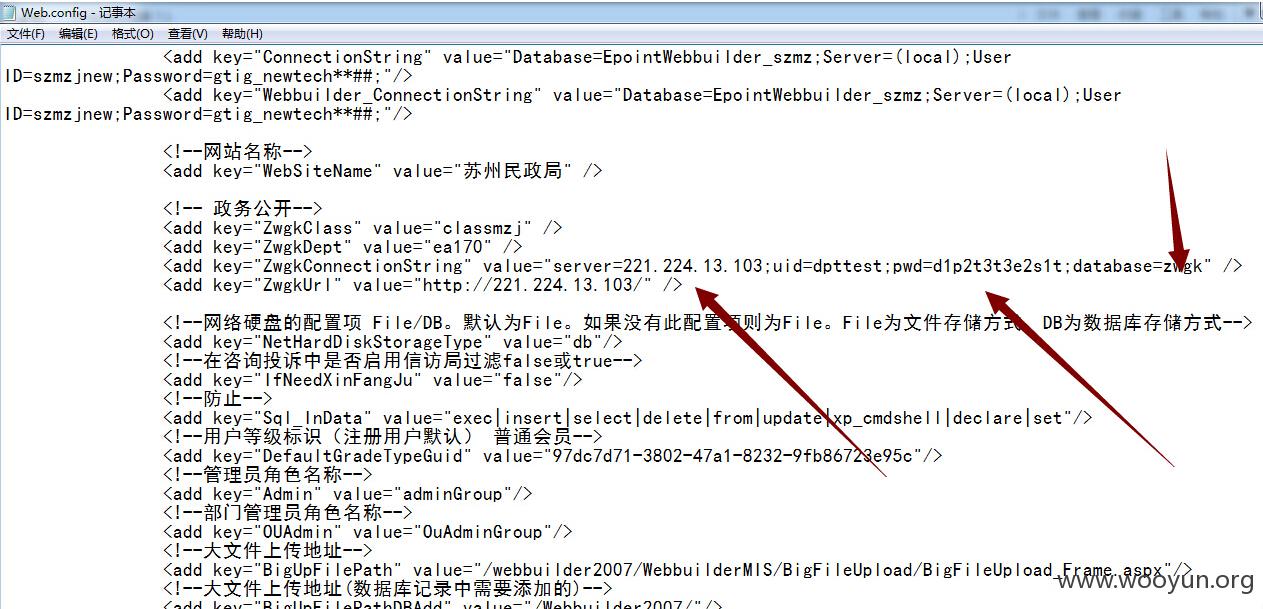 Web.config - 记事本
文件(F) 编辑(E) 格式(O) 查看(V) 帮助(H)
<add key="ConnectionString" value="Database=EpointWebbuilder_szmz;Server=(local);User
ID=szmzjnew;Password=gtig_newtech**##;"/>
<add key="Webbuilder_ConnectionString" value="Database=EpointWebbuilder_szmz;Server=(local);User
ID=szmzjnew;Password=gtig_newtech**##;"/>
<!--网站名称-->
<add key="WebSiteName" value="苏州民政局" />
<!-- 政务公开-->
<add key="ZwgkClass" value="classmzj" />
<add key="ZwgkDept" value="ea170" />
<add key="ZwgkConnectionString" value="server=221.224.13.103;uid=dpttest;pwd=d1p2t3t3e2s1t;database=zwgk" />
<add key="ZwgkUrl" value="http://221.224.13.103/" />
<!--网络硬盘的配置项 File/DB。默认为File。如果没有此配置项则为File。File为文件存储方式 DB为数据库存储方式-->
<add key="NetHardDiskStorageType" value="db"/>
<!--在咨询投诉中是否启用信访局过滤false或true-->
<add key="IfNeedXinFangJu" value="false"/>
<!--防止-->
<add key="Sql_InData" value="exec|insert|select|delete|from|update|xp_cmdshell|declare|set"/>
<!--用户等级标识（注册用户默认） 普通会员-->
<add key="DefaultGradeTypeGuid" value="97dc7d71-3802-47a1-8232-9fb86723e95c"/>
<!--管理员角色名称-->
<add key="Admin" value="adminGroup"/>
<!--部门管理员角色名称-->
<add key="OUAdmin" value="OuAdminGroup"/>
<!--大文件上传地址-->
<add key="BigUpFilePath" value="/webbuilder2007/WebbuilderMIS/BigFileUpload/BigFileUpload_Frame.aspx"/>
<!--大文件上传地址(数据库记录中需要添加的)-->
<add key="BigUpFilePathDBAdd" value="/Webbuilder2007/"/>
www.wooyun.org